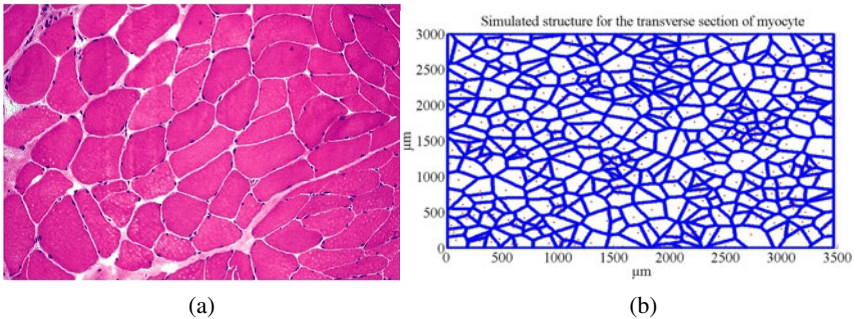 Simulated structure for the transverse section of myocyte
3000
2500
2000
1500
1000
500
0
μm
0 500 1000 1500 2000 2500 3000 3500
μm
(a) (b)